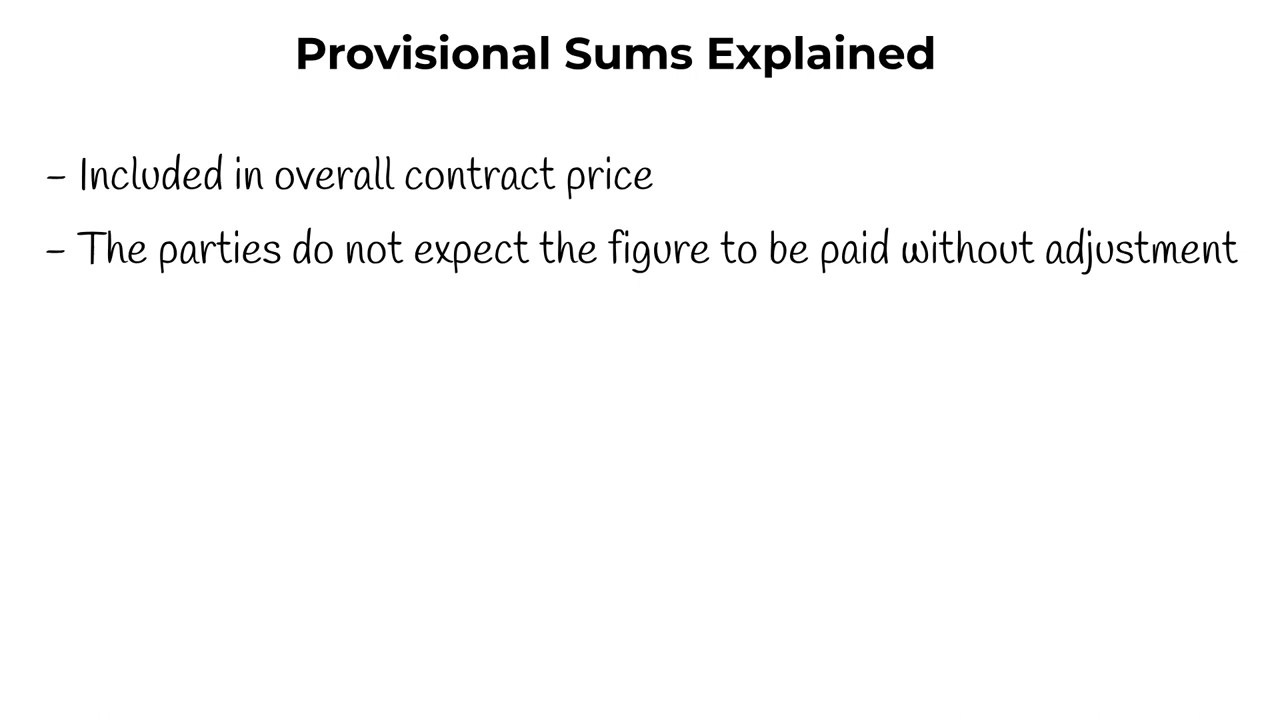 Provisional Sums Explained
- Included in overall contract price
- The parties do not expect the figure to be paid without adjustment